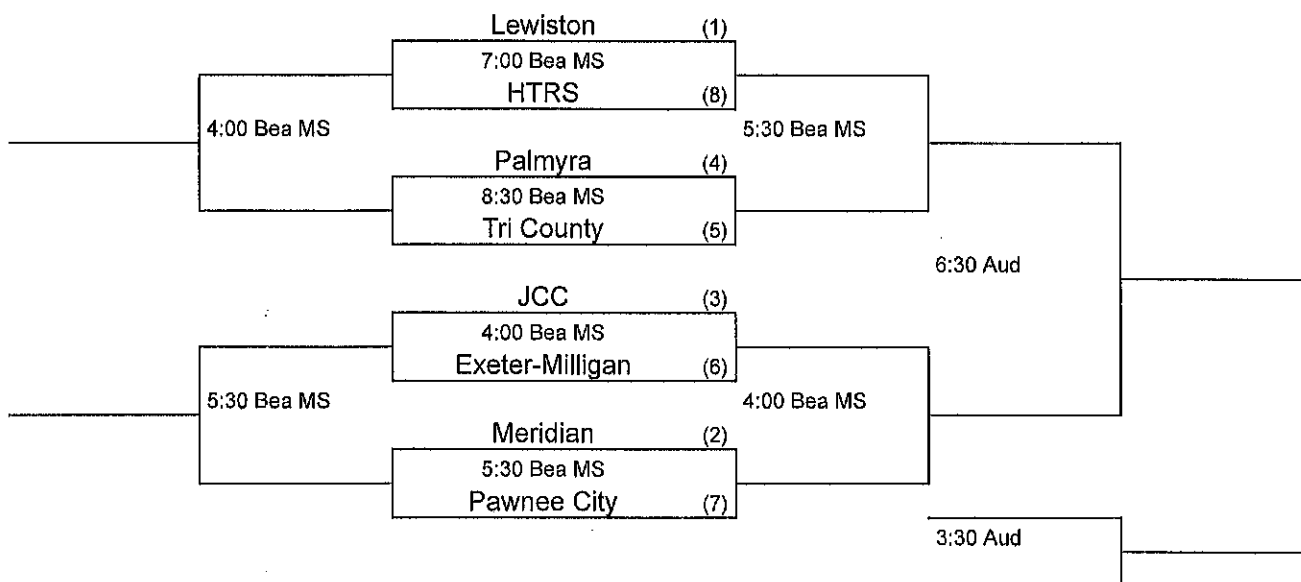 Lewiston (1)
7:00 Bea MS
HTRS (8)
4:00 Bea MS
5:30 Bea MS
Palmyra (4)
8:30 Bea MS
Tri County (5)
6:30 Aud
JCC (3)
4:00 Bea MS
Exeter-Milligan (6)
5:30 Bea MS
4:00 Bea MS
Meridian (2)
5:30 Bea MS
Pawnee City (7)
3:30 Aud